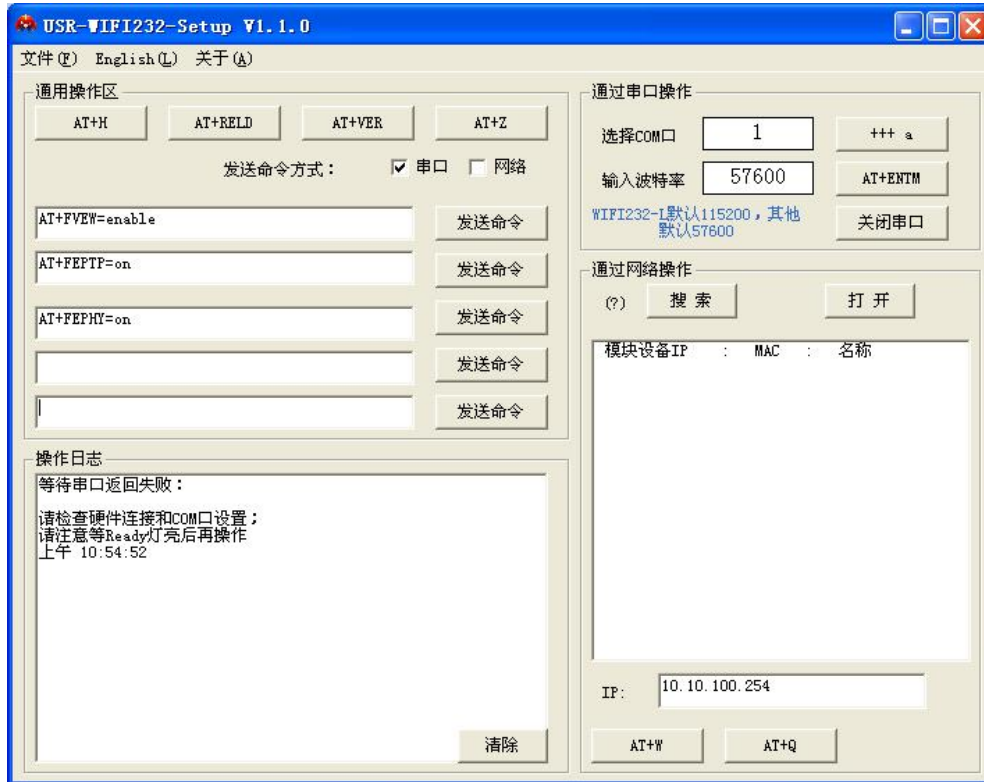 USR-WIFI232-Setup V1.1.0
文件(F) English(L) 关于(A)
通用操作区
AT+H AT+RELD AT+VER AT+Z
发送命令方式： 串口 网络
AT+FVEW=enable 发送命令
AT+FEPTP=on 发送命令
AT+FEPHY=on 发送命令
发送命令
发送命令
操作日志
等待串口返回失败：
请检查硬件连接和COM口设置；
请注意等Ready灯亮后再操作
上午 10:54:52
清除
通过串口操作
选择COM口 1 +++ a
输入波特率 57600 AT+ENTM
WIFI232-L默认115200，其他
默认57600
关闭串口
通过网络操作
(?) 搜 索 打 开
模块设备IP : MAC : 名称
IP: 10.10.100.254
AT+W AT+Q